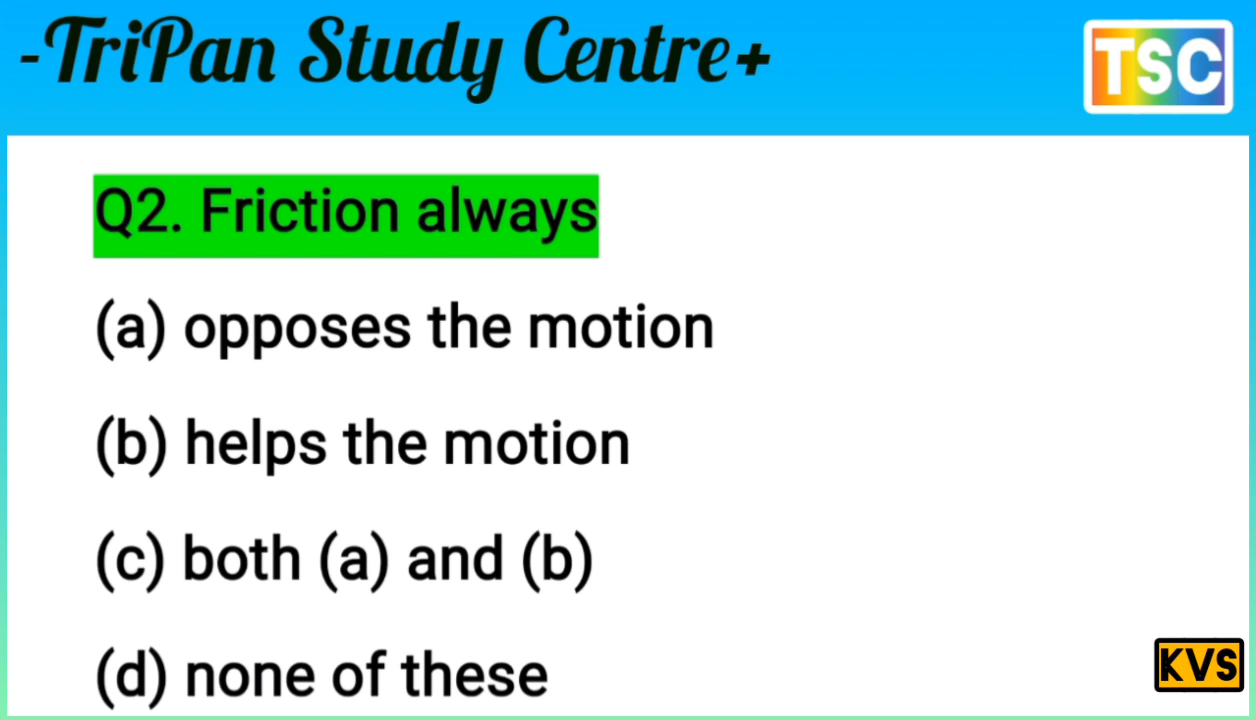 -TriPan Study Centre+
TSC
Q2. Friction always
(a) opposes the motion
(b) helps the motion
(c) both (a) and (b)
(d) none of these
KVS